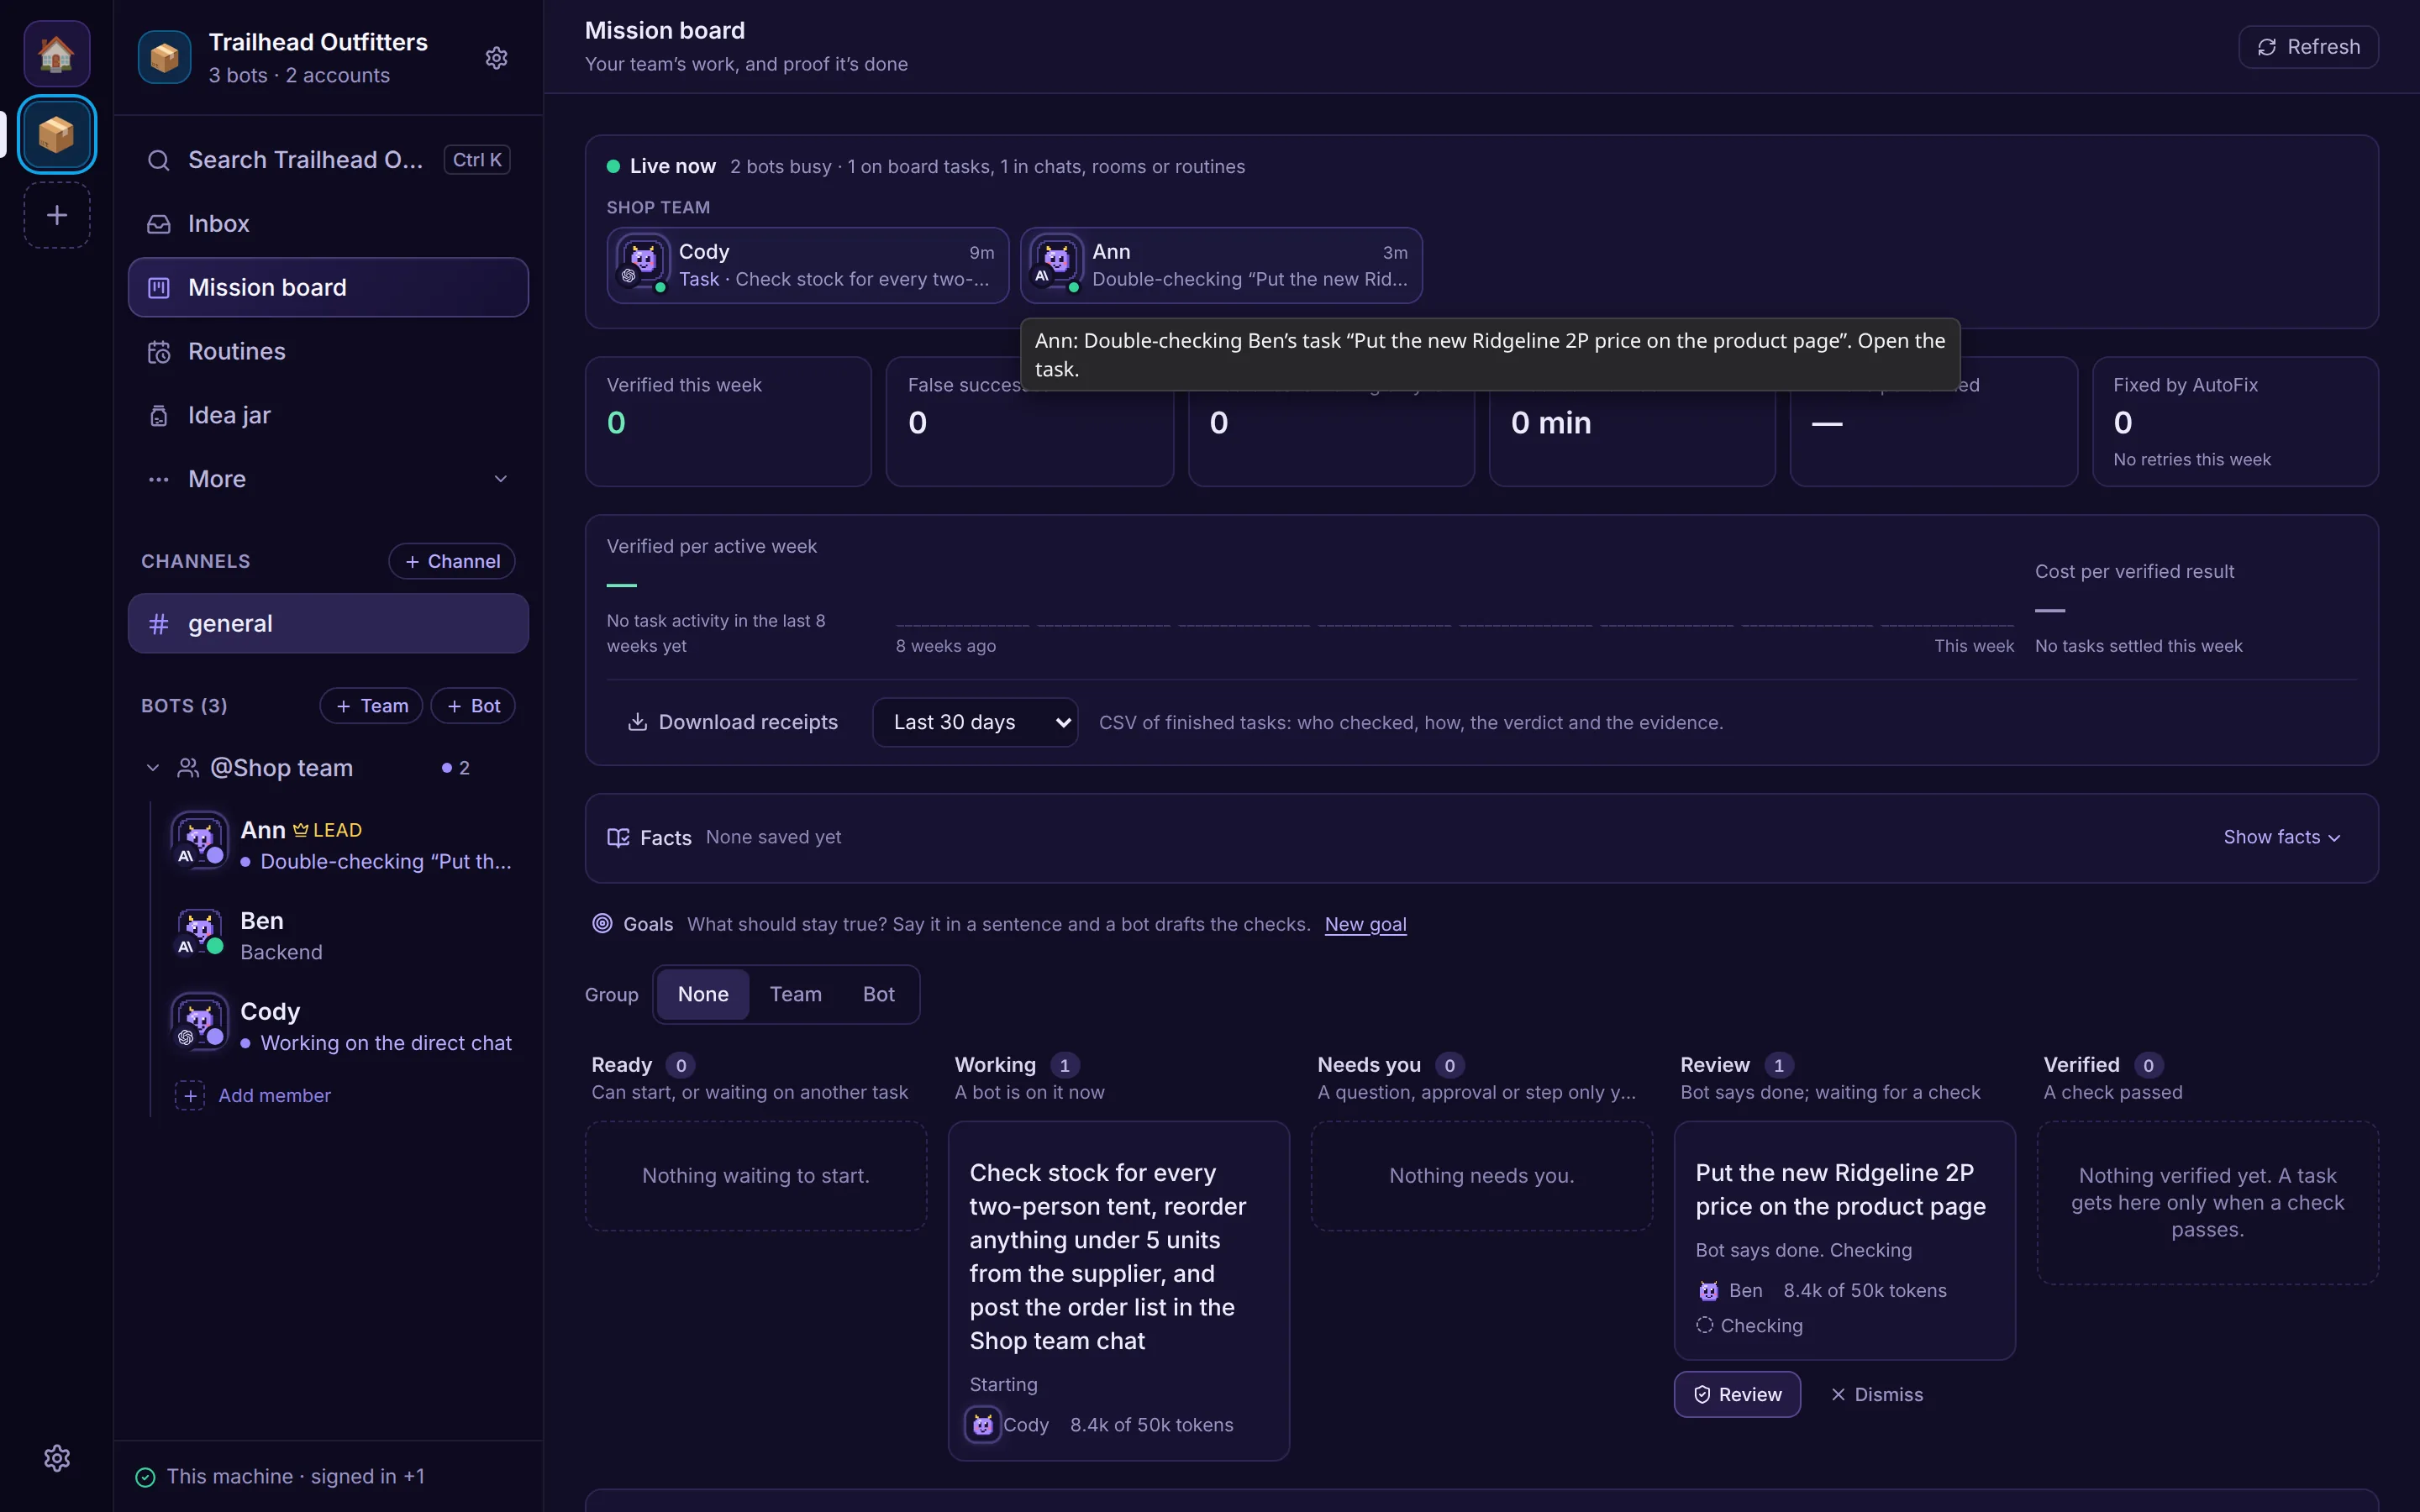 Trailhead Outfitters
3 bots · 2 accounts
Search Trailhead O...
Ctrl K
Inbox
Mission board
Routines
Idea jar
More
CHANNELS
+ Channel
# general
BOTS (3)
+ Team
+ Bot
@Shop team
2
Ann LEAD
Double-checking “Put th...
Ben
Backend
Cody
Working on the direct chat
+ Add member
This machine · signed in +1
Mission board
Your team’s work, and proof it’s done
Refresh
Live now 2 bots busy · 1 on board tasks, 1 in chats, rooms or routines
SHOP TEAM
Cody 9m
Task · Check stock for every two-...
Ann 3m
Double-checking “Put the new Rid...
Ann: Double-checking Ben’s task “Put the new Ridgeline 2P price on the product page”. Open the
task.
Verified this week
0
False succes
0
0
0 min
ed
—
Fixed by AutoFix
0
No retries this week
Verified per active week
—
No task activity in the last 8
weeks yet
8 weeks ago
This week
Cost per verified result
—
No tasks settled this week
Download receipts
Last 30 days
CSV of finished tasks: who checked, how, the verdict and the evidence.
Facts None saved yet
Show facts
Goals What should stay true? Say it in a sentence and a bot drafts the checks. New goal
Group
None
Team
Bot
Ready 0
Can start, or waiting on another task
Nothing waiting to start.
Working 1
A bot is on it now
Check stock for every
two-person tent, reorder
anything under 5 units
from the supplier, and
post the order list in the
Shop team chat
Starting
Cody 8.4k of 50k tokens
Needs you 0
A question, approval or step only y...
Nothing needs you.
Review 1
Bot says done; waiting for a check
Put the new Ridgeline 2P
price on the product page
Bot says done. Checking
Ben 8.4k of 50k tokens
Checking
Review
Dismiss
Verified 0
A check passed
Nothing verified yet. A task
gets here only when a check
passes.